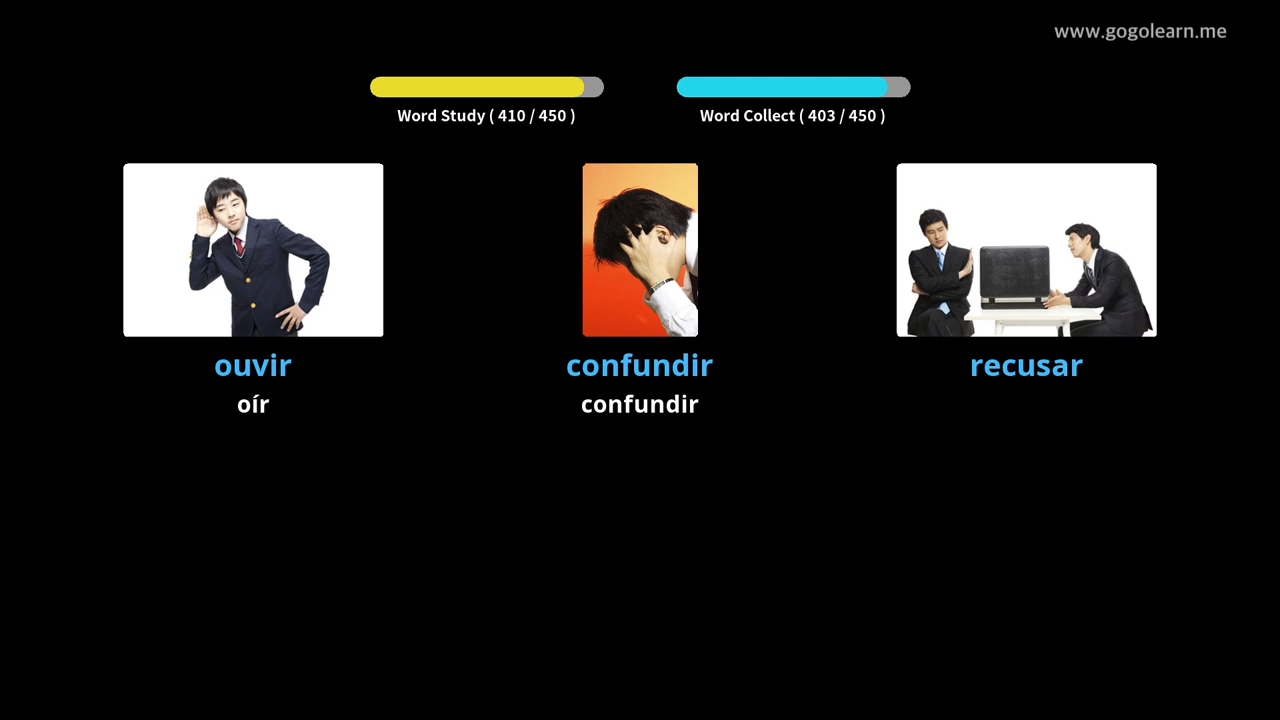 www.gogolearn.me
Word Study ( 410 / 450 )
Word Collect ( 403 / 450 )
ouvir
confundir
recusar
oír
confundir